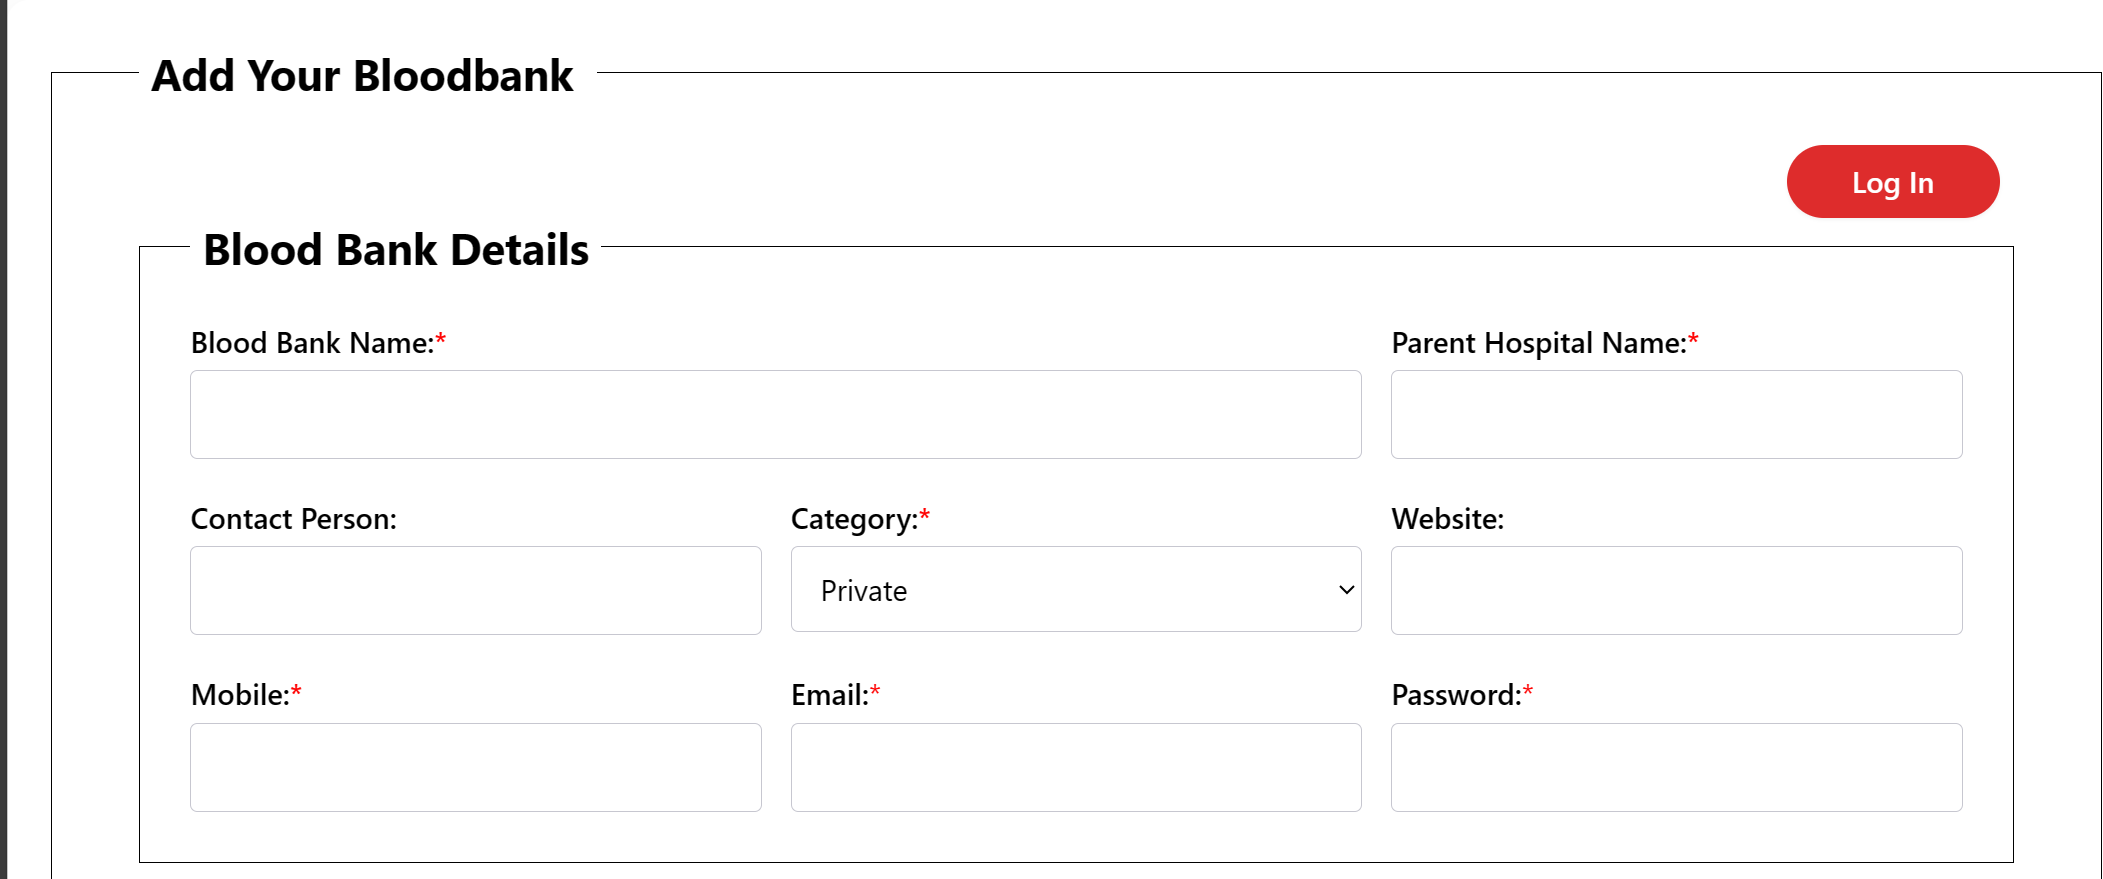 Add Your Bloodbank
Log In
Blood Bank Details
Blood Bank Name:*
Parent Hospital Name:*
Contact Person:
Category:*
Website:
Private
Mobile:*
Email:*
Password:*